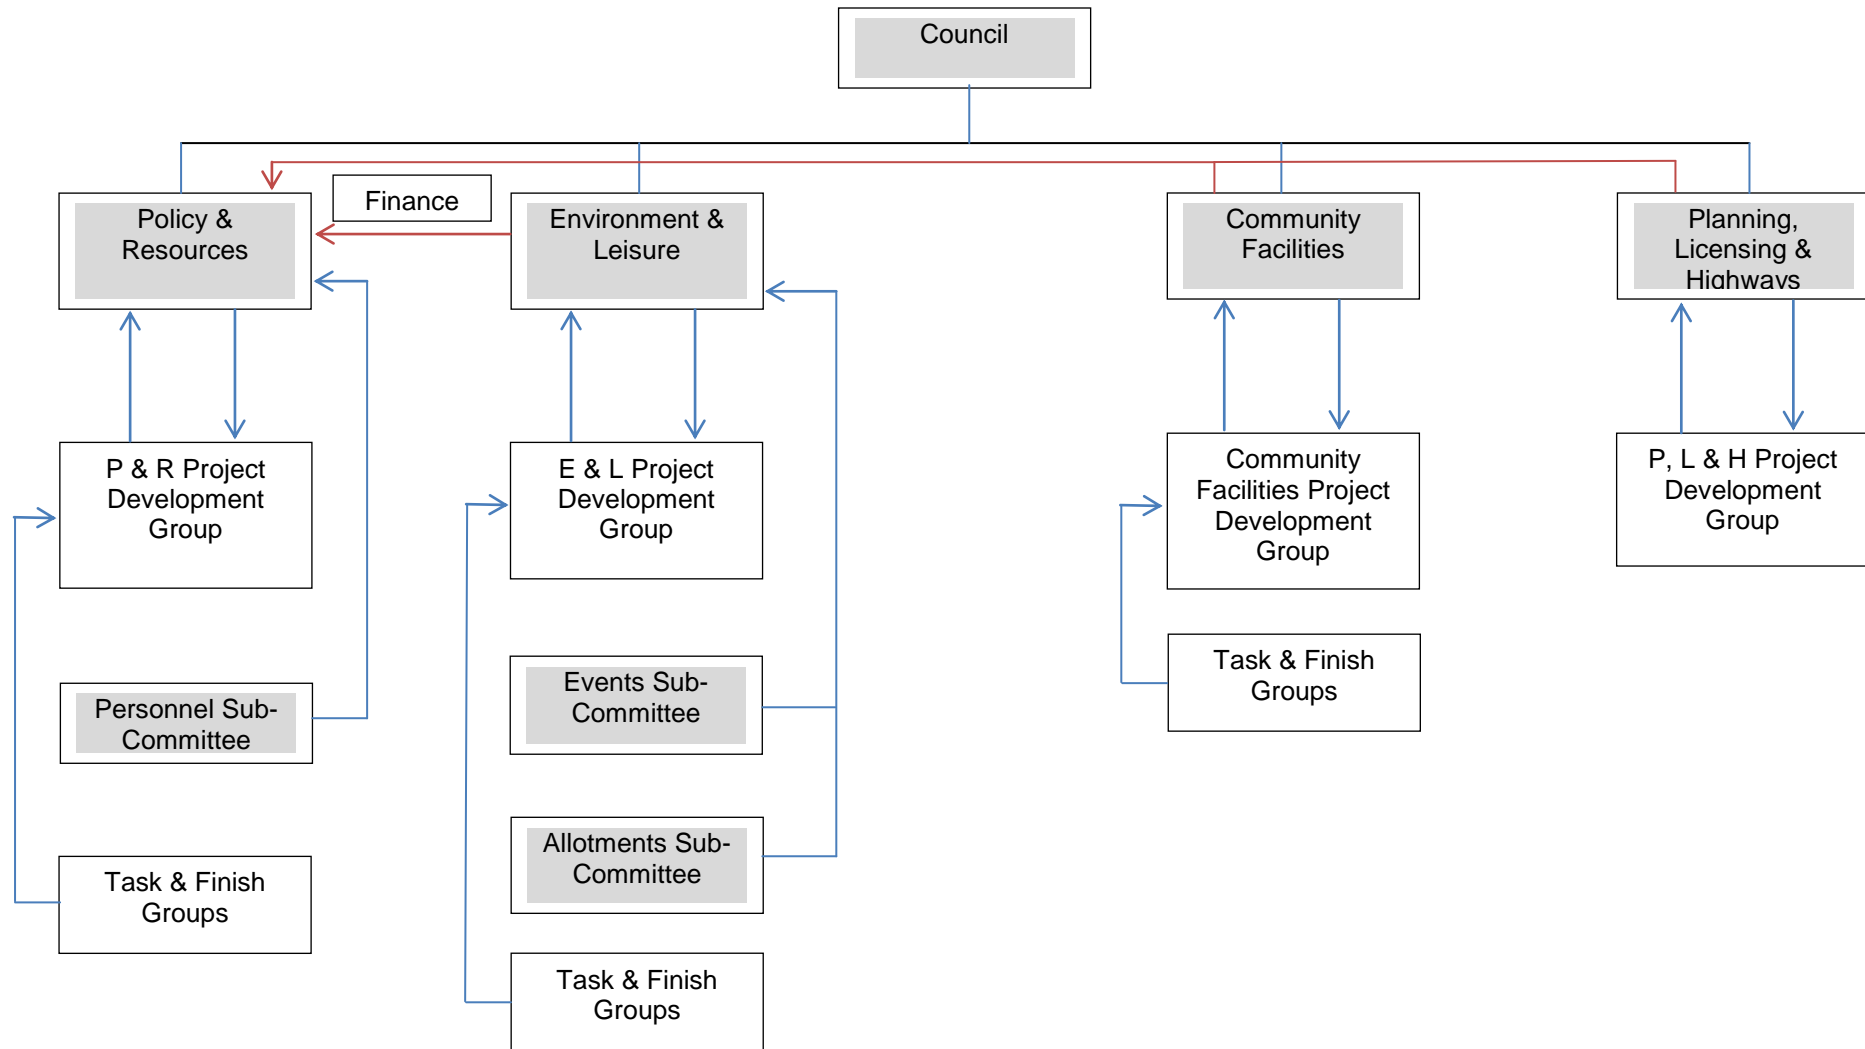 Council
Finance
Policy &
Resources
Environment &
Leisure
Community
Facilities
Planning,
Licensing &
Highways
P & R Project
Development
Group
E & L Project
Development
Group
Community
Facilities Project
Development
Group
P, L & H Project
Development
Group
Personnel Sub-
Committee
Events Sub-
Committee
Task & Finish
Groups
Allotments Sub-
Committee
Task & Finish
Groups
Task & Finish
Groups